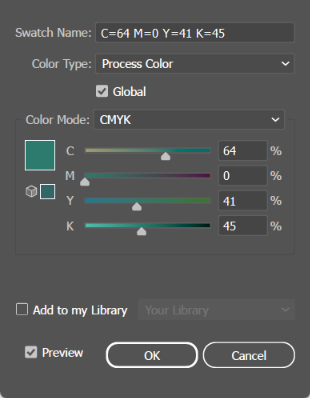 Swatch Name: C=64 M=0 Y=41 K=45
Color Type: Process Color
Global
Color Mode: CMYK
C 64 %
M 0 %
Y 41 %
K 45 %
Add to my Library Your Library
Preview OK Cancel